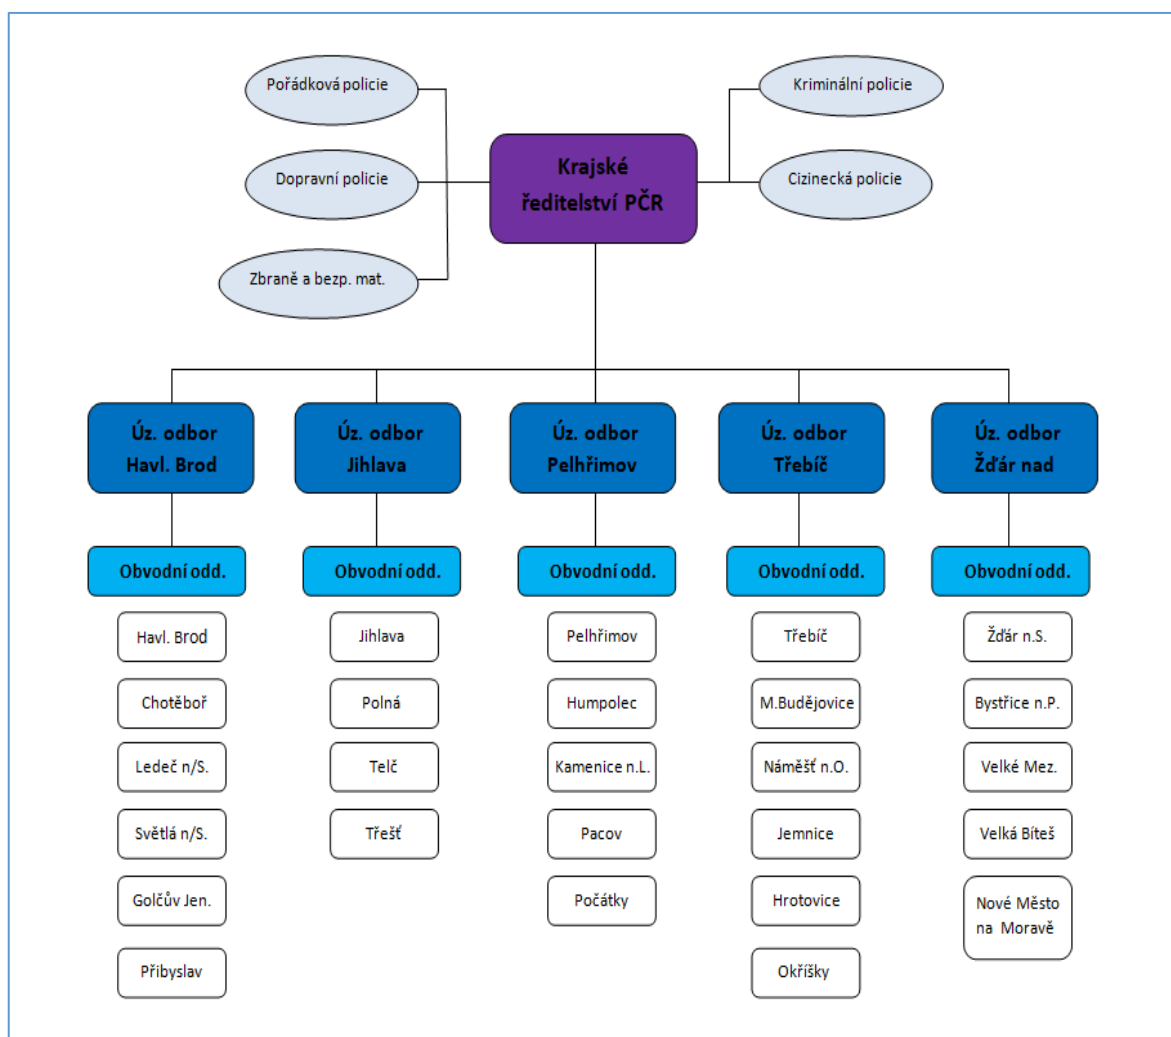 Pořádková policie
Kriminální policie
Krajské
ředitelství PČR
Dopravní policie
Cizinecká policie
Zbraně a bezp. mat.
Úz. odbor
Havl. Brod
Úz. odbor
Jihlava
Úz. odbor
Pelhřimov
Úz. odbor
Třebíč
Úz. odbor
Žďár nad
Obvodní odd.
Obvodní odd.
Obvodní odd.
Obvodní odd.
Obvodní odd.
Havl. Brod
Jihlava
Pelhřimov
Třebíč
Žďár n.S.
Chotěboř
Polná
Humpolec
M.Budějovice
Bystřice n.P.
Ledeč n/S.
Telč
Kamenice n.L.
Náměšť n.O.
Velké Mez.
Světlá n/S.
Třešť
Pacov
Jemnice
Velká Bíteš
Golčův Jen.
Počátky
Hrotovice
Nové Město
na Moravě
Přibyslav
Okříšky